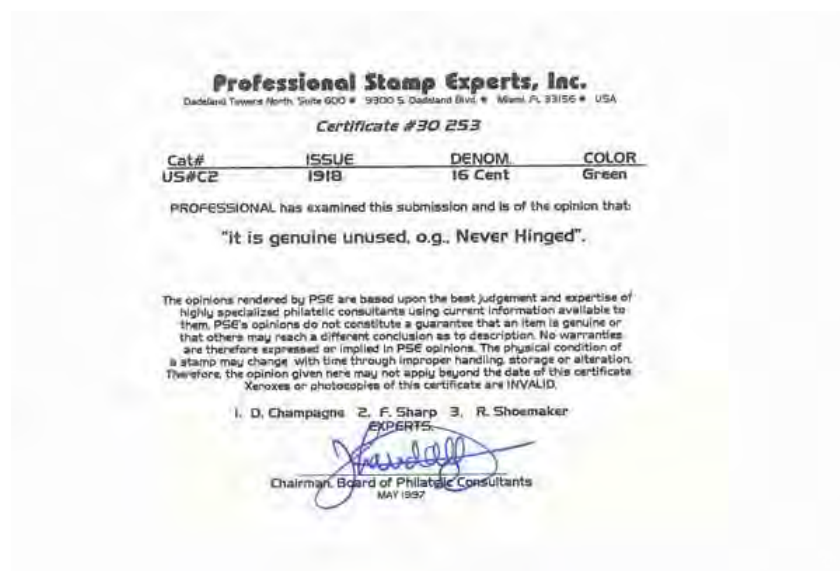 Professional Stamp Experts, Inc.
Dadeland Towers North, Suite 600 • 9300 S. Dadeland Blvd. • Miami, FL 33156 • USA
Certificate #30 253
Cat# ISSUE DENOM. COLOR
US#C2 1918 16 Cent Green
PROFESSIONAL has examined this submission and is of the opinion that:
"it is genuine unused, o.g., Never Hinged".
The opinions rendered by PSE are based upon the best judgement and expertise of
highly specialized philatelic consultants using current information available to
them. PSE's opinions do not constitute a guarantee that an item is genuine or
that others may reach a different conclusion as to description. No warranties
are therefore expressed or implied in PSE opinions. The physical condition of
a stamp may change with time through improper handling, storage or alteration.
Therefore, the opinion given here may not apply beyond the date of this certificate.
Xeroxes or photocopies of this certificate are INVALID.
1. D. Champagne 2. F. Sharp 3. R. Shoemaker
EXPERTS
Chairman, Board of Philatelic Consultants
MAY 1997